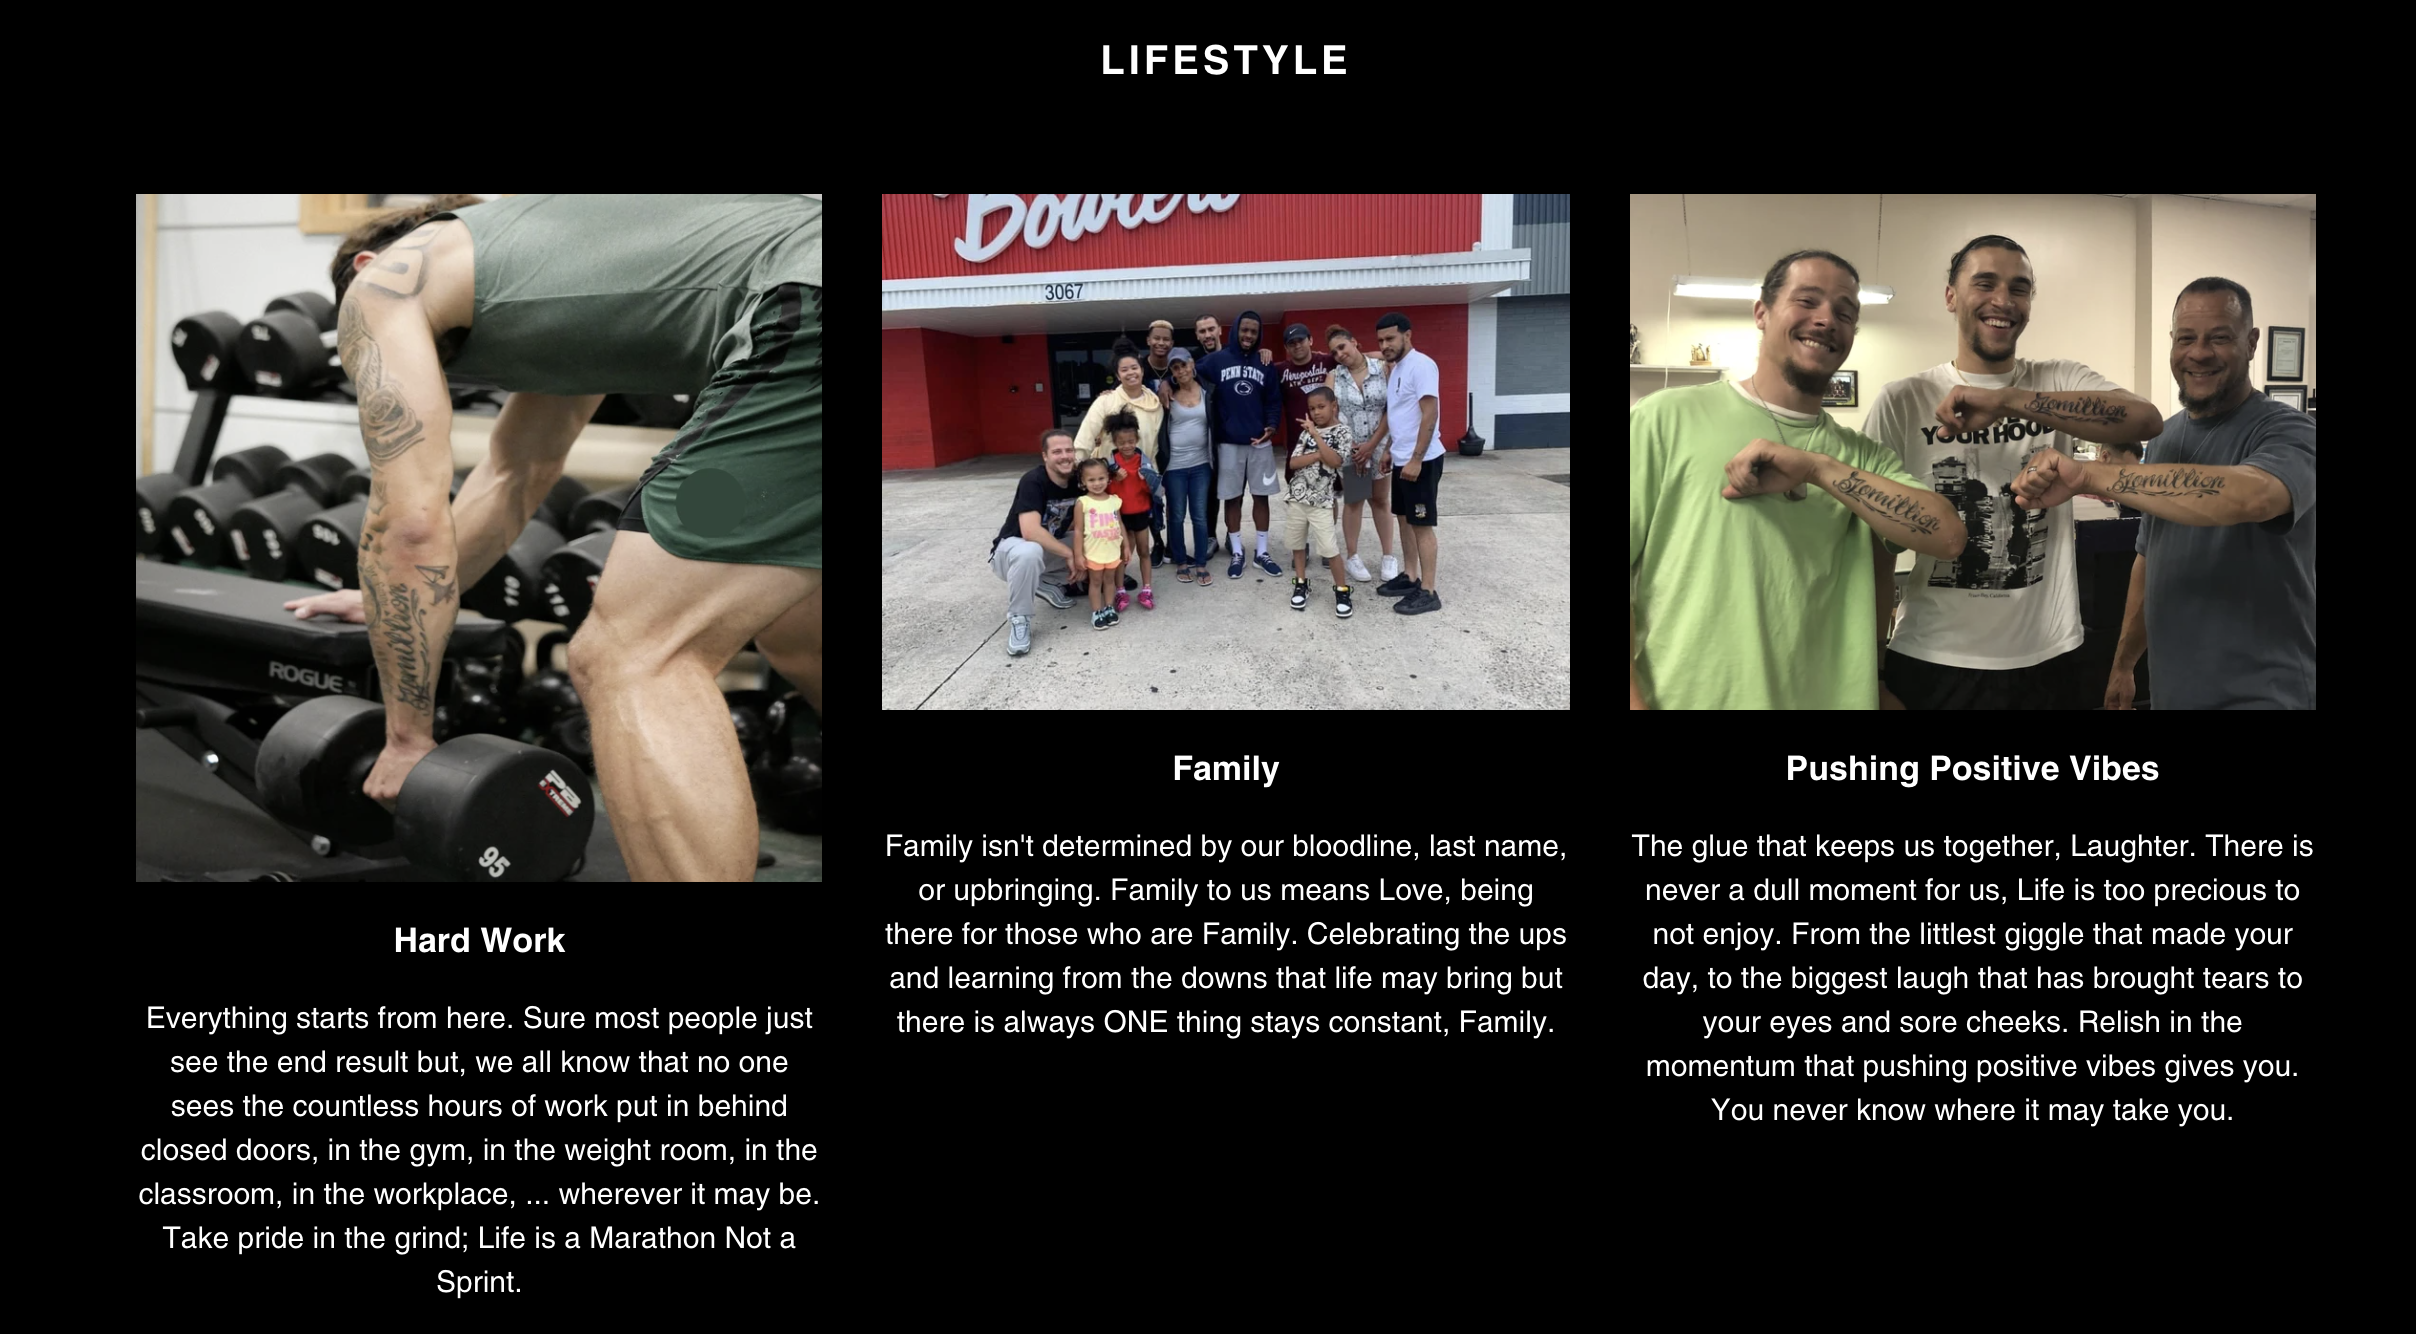 LIFESTYLE
Gomillion
ROGUE
PB
EXTREME
95
110
115
Hard Work
Everything starts from here. Sure most people just
see the end result but, we all know that no one
sees the countless hours of work put in behind
closed doors, in the gym, in the weight room, in the
classroom, in the workplace, ... wherever it may be.
Take pride in the grind; Life is a Marathon Not a
Sprint.
3067
PENN STATE
Aeropostale
Family
Family isn't determined by our bloodline, last name,
or upbringing. Family to us means Love, being
there for those who are Family. Celebrating the ups
and learning from the downs that life may bring but
there is always ONE thing stays constant, Family.
Gomillion
YOUR HOOD
Gomillion
Gomillion
Pushing Positive Vibes
The glue that keeps us together, Laughter. There is
never a dull moment for us, Life is too precious to
not enjoy. From the littlest giggle that made your
day, to the biggest laugh that has brought tears to
your eyes and sore cheeks. Relish in the
momentum that pushing positive vibes gives you.
You never know where it may take you.